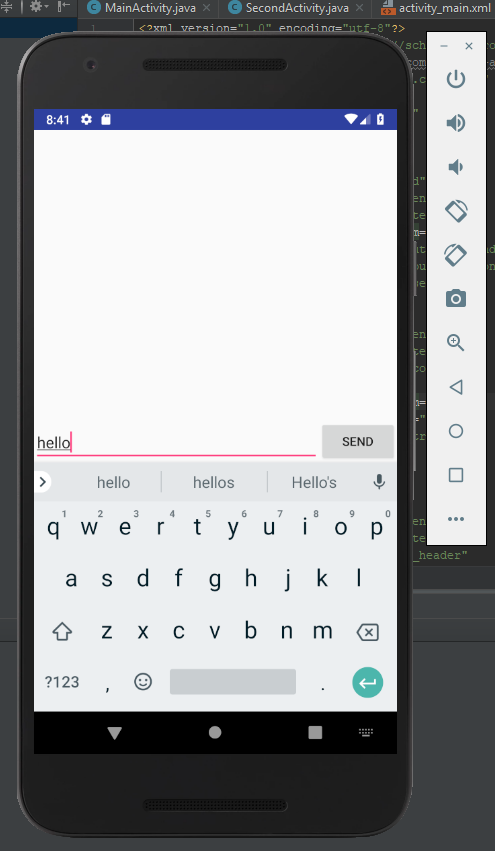 MainActivity.java SecondActivity.java activity_main.xml
1 <?xml version="1.0" encoding="utf-8"?>
8:41
hello SEND
hello hellos Hello's
1 2 3 4 5 6 7 8 9 0
q w e r t y u i o p
a s d f g h j k l
z x c v b n m
?123 , .
_header"